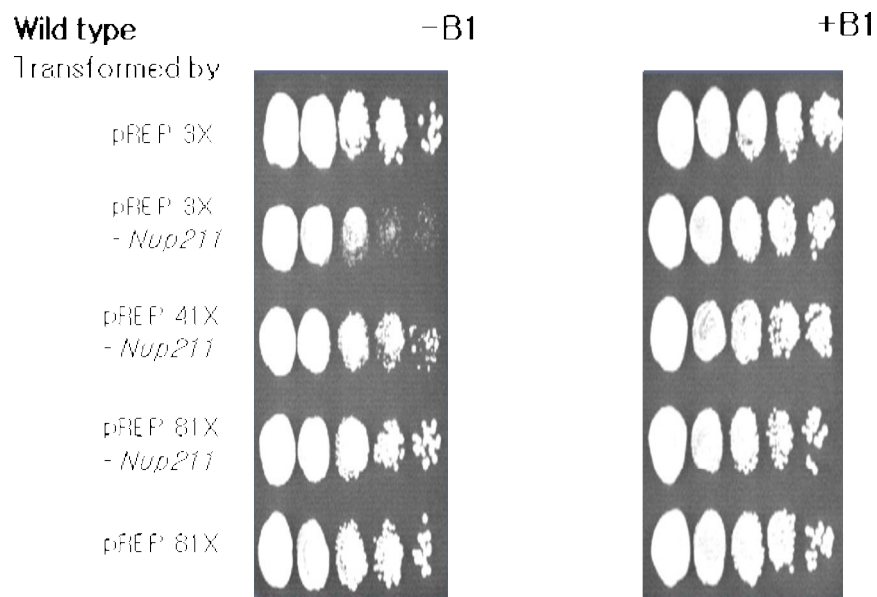 Wild type
Transformed by
−B1
+B1
pREP 3X
pREP 3X
- Nup211
pREP 41X
- Nup211
pREP 81X
- Nup211
pREP 81X